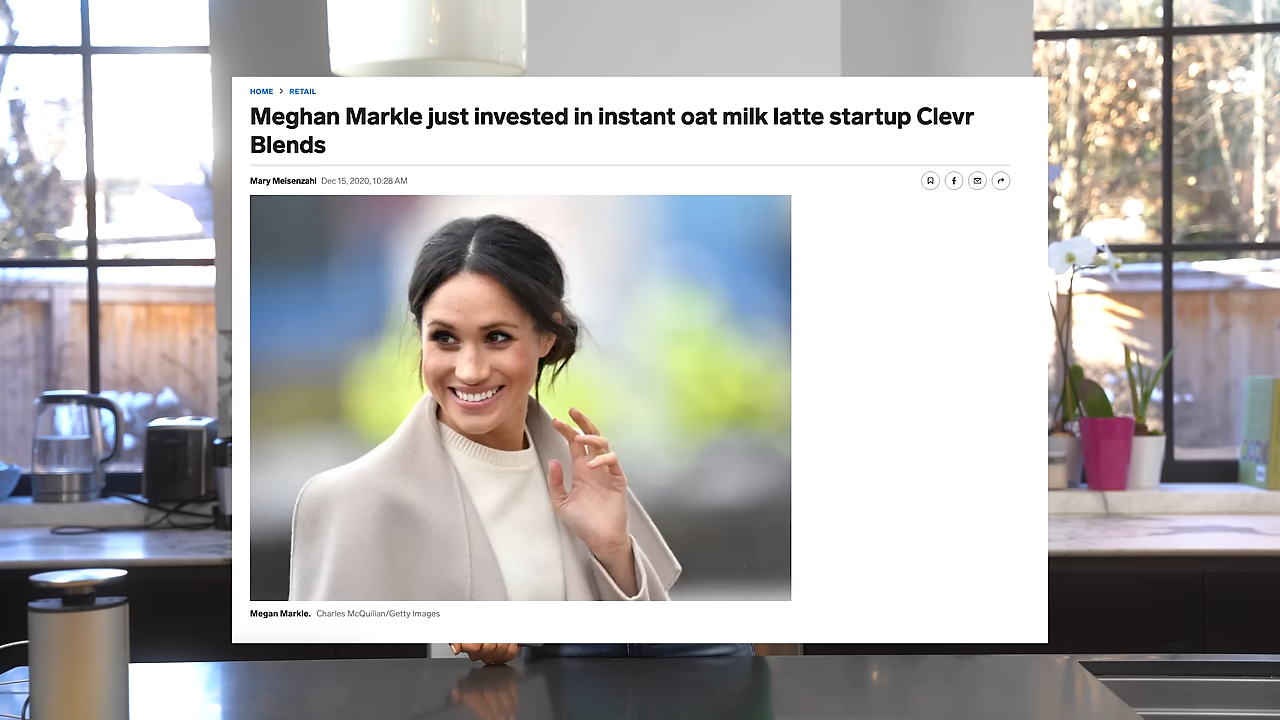 HOME > RETAIL
Meghan Markle just invested in instant oat milk latte startup Clevr
Blends
Mary Meisenzahl Dec 15, 2020, 10:28 AM
Megan Markle. Charles McQuillan/Getty Images